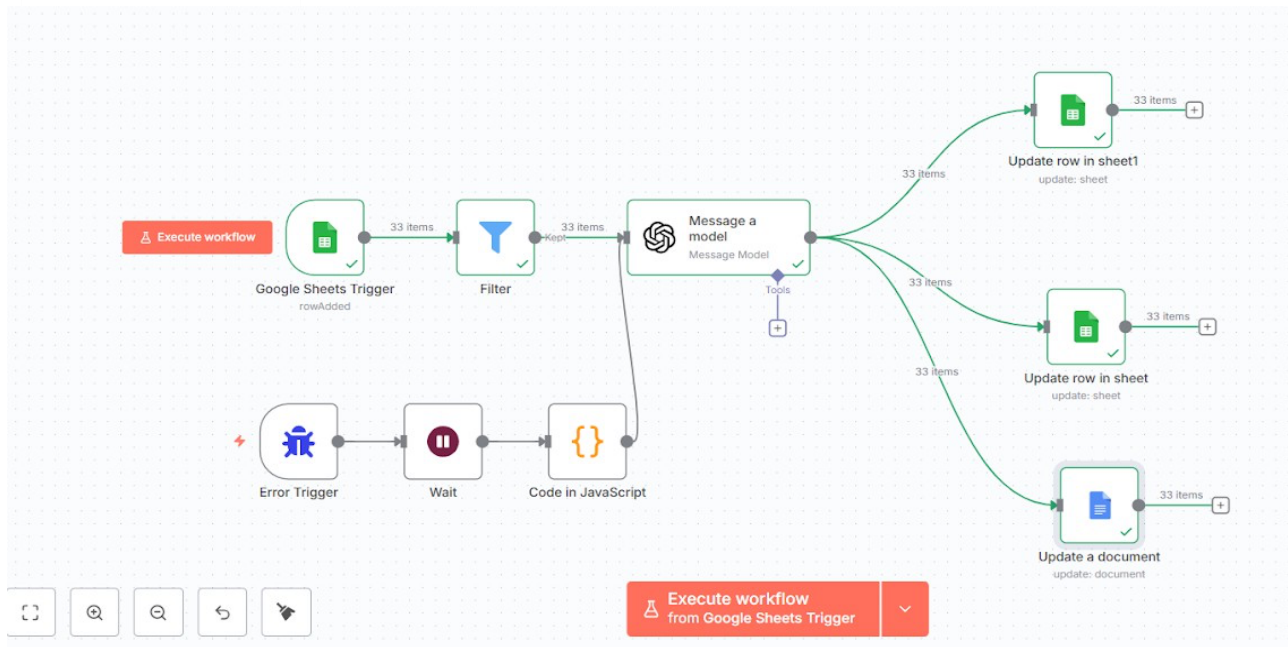 33 items
Update row in sheet1
update: sheet
33 items
Execute workflow
33 items
Kept
33 items
Message a
model
Message Model
Google Sheets Trigger
rowAdded
Filter
Tools
33 items
33 items
Update row in sheet
update: sheet
33 items
Error Trigger
Wait
Code in JavaScript
33 items
Update a document
update: document
Execute workflow
from Google Sheets Trigger